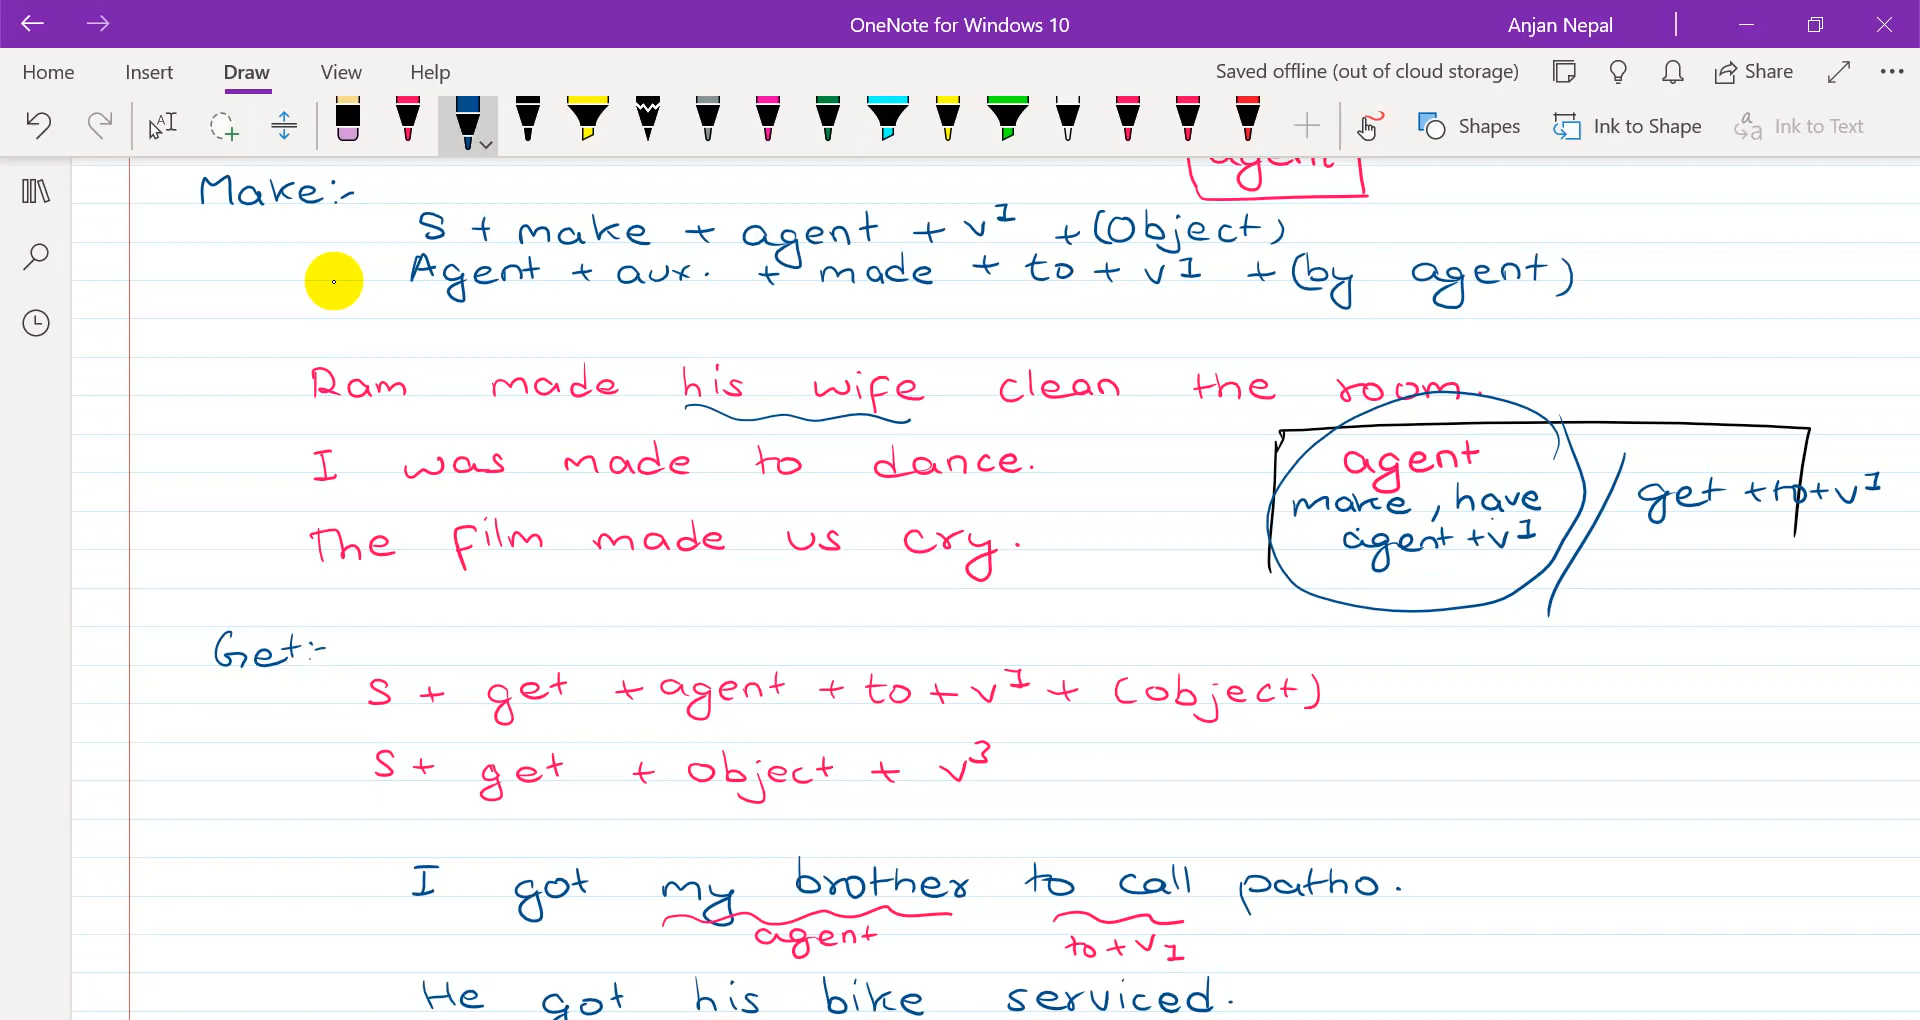 OneNote for Windows 10
Anjan Nepal
Home Insert Draw View Help
Saved offline (out of cloud storage)
Share
Shapes
Ink to Shape
Ink to Text
agent
Make:-
S + make + agent + V¹ + (Object)
Agent + aux. + made + to + V1 + (by agent)
Ram made his wife clean the room.
I was made to dance.
The film made us cry.
agent
make, have
agent + V¹
get + to + V¹
Get:-
S + get + agent + to + V¹ + (object)
S + get + Object + V³
I got my brother to call patho.
agent
to + V1
He got his bike serviced.